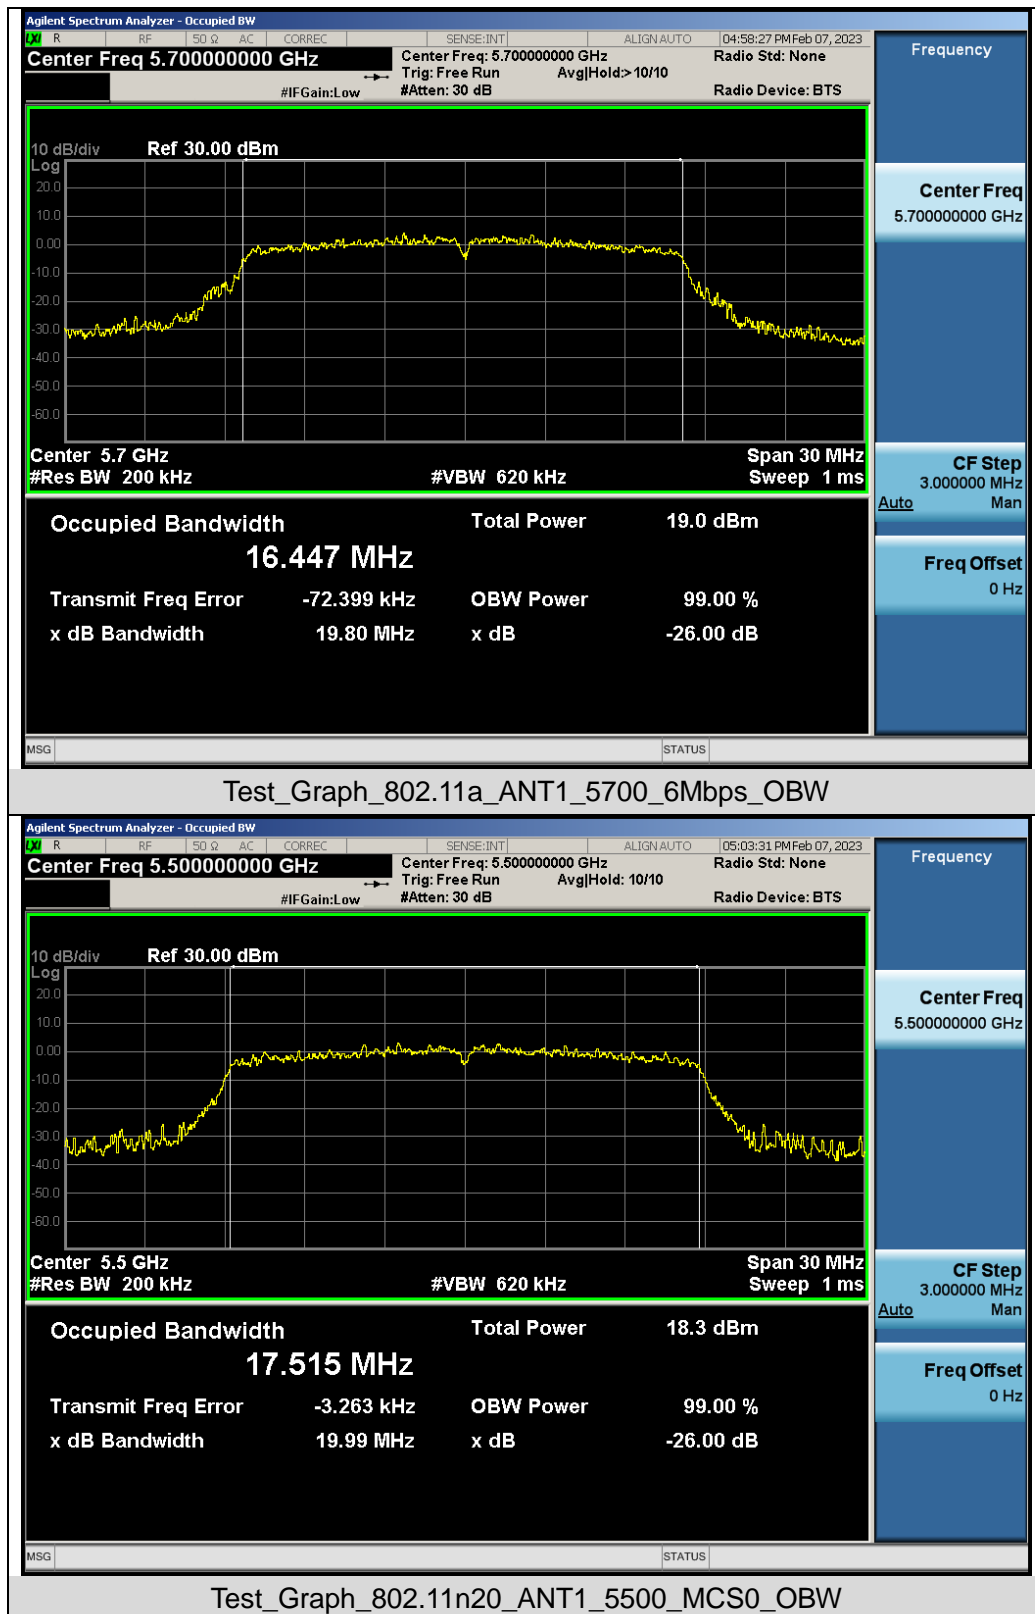 Agilent Spectrum Analyzer - Occupied BW
LXI R RF 50 Ω AC CORREC SENSE:INT ALIGN AUTO 04:58:27 PM Feb 07, 2023
Center Freq 5.700000000 GHz
Center Freq: 5.700000000 GHz
Radio Std: None
Trig: Free Run Avg|Hold:> 10/10
#IFGain:Low
#Atten: 30 dB
Radio Device: BTS
Frequency
10 dB/div Ref 30.00 dBm
Log
20.0
10.0
0.00
-10.0
-20.0
-30.0
-40.0
-50.0
-60.0
Center Freq
5.700000000 GHz
Center 5.7 GHz Span 30 MHz
#Res BW 200 kHz #VBW 620 kHz Sweep 1 ms
CF Step
3.000000 MHz
Auto Man
Occupied Bandwidth Total Power 19.0 dBm
16.447 MHz
Transmit Freq Error -72.399 kHz OBW Power 99.00 %
x dB Bandwidth 19.80 MHz x dB -26.00 dB
Freq Offset
0 Hz
MSG STATUS
Test_Graph_802.11a_ANT1_5700_6Mbps_OBW
Agilent Spectrum Analyzer - Occupied BW
LXI R RF 50 Ω AC CORREC SENSE:INT ALIGN AUTO 05:03:31 PM Feb 07, 2023
Center Freq 5.500000000 GHz
Center Freq: 5.500000000 GHz
Radio Std: None
Trig: Free Run Avg|Hold: 10/10
#IFGain:Low
#Atten: 30 dB
Radio Device: BTS
Frequency
10 dB/div Ref 30.00 dBm
Log
20.0
10.0
0.00
-10.0
-20.0
-30.0
-40.0
-50.0
-60.0
Center Freq
5.500000000 GHz
Center 5.5 GHz Span 30 MHz
#Res BW 200 kHz #VBW 620 kHz Sweep 1 ms
CF Step
3.000000 MHz
Auto Man
Occupied Bandwidth Total Power 18.3 dBm
17.515 MHz
Transmit Freq Error -3.263 kHz OBW Power 99.00 %
x dB Bandwidth 19.99 MHz x dB -26.00 dB
Freq Offset
0 Hz
MSG STATUS
Test_Graph_802.11n20_ANT1_5500_MCS0_OBW